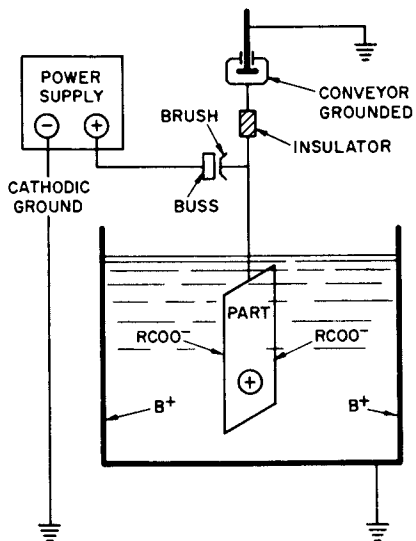 POWER
SUPPLY
− +
CATHODIC
GROUND
BRUSH
BUSS
CONVEYOR
GROUNDED
INSULATOR
PART
RCOO⁻
RCOO⁻
+
B⁺
B⁺